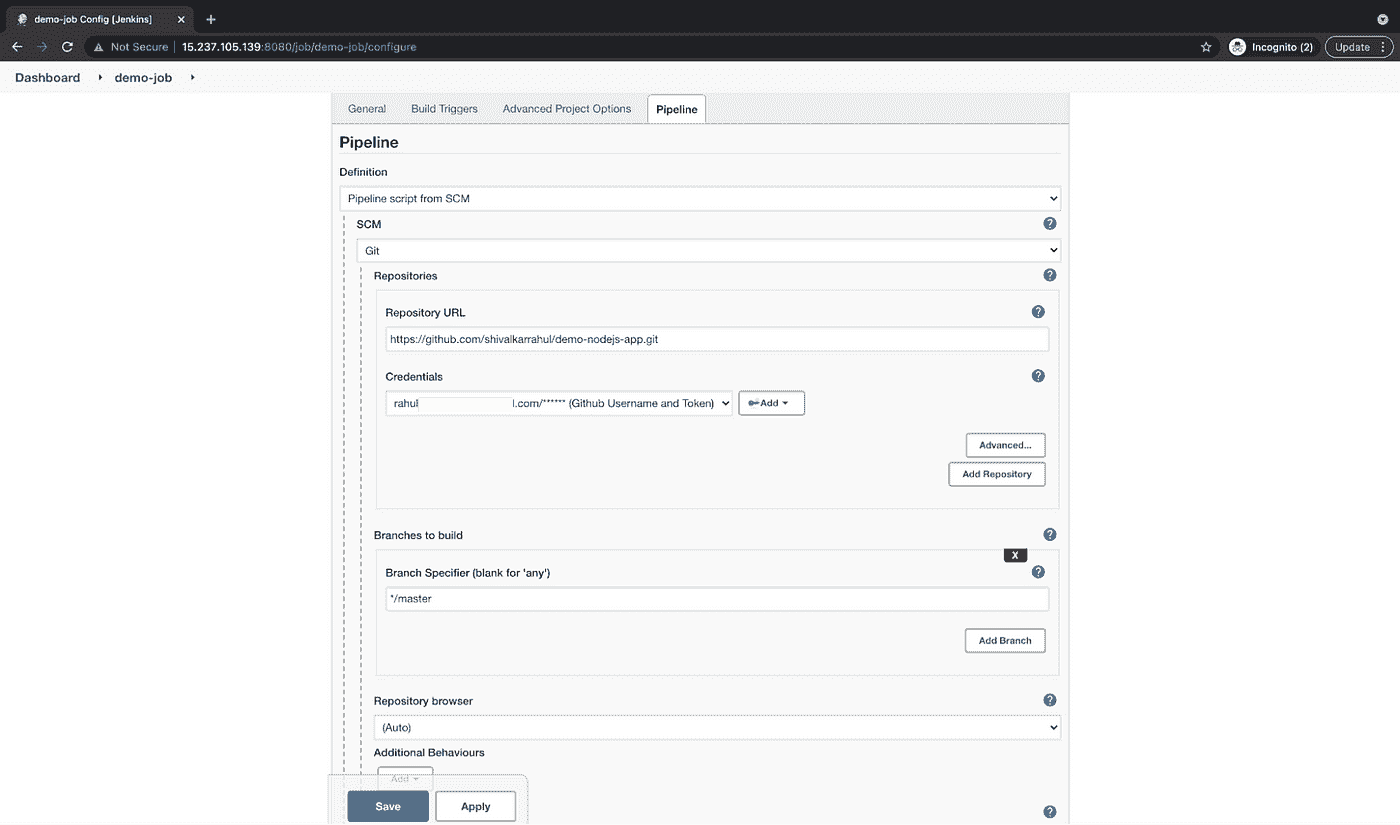 demo-job Config [Jenkins]
Not Secure 15.237.105.139:8080/job/demo-job/configure Incognito (2) Update
Dashboard demo-job
General Build Triggers Advanced Project Options Pipeline
Pipeline
Definition
Pipeline script from SCM
SCM
Git
Repositories
Repository URL
https://github.com/shivalkarrahul/demo-nodejs-app.git
Credentials
rahul l.com/****** (Github Username and Token) Add
Advanced...
Add Repository
Branches to build
X
Branch Specifier (blank for 'any')
*/master
Add Branch
Repository browser
(Auto)
Additional Behaviours
Add
Save Apply